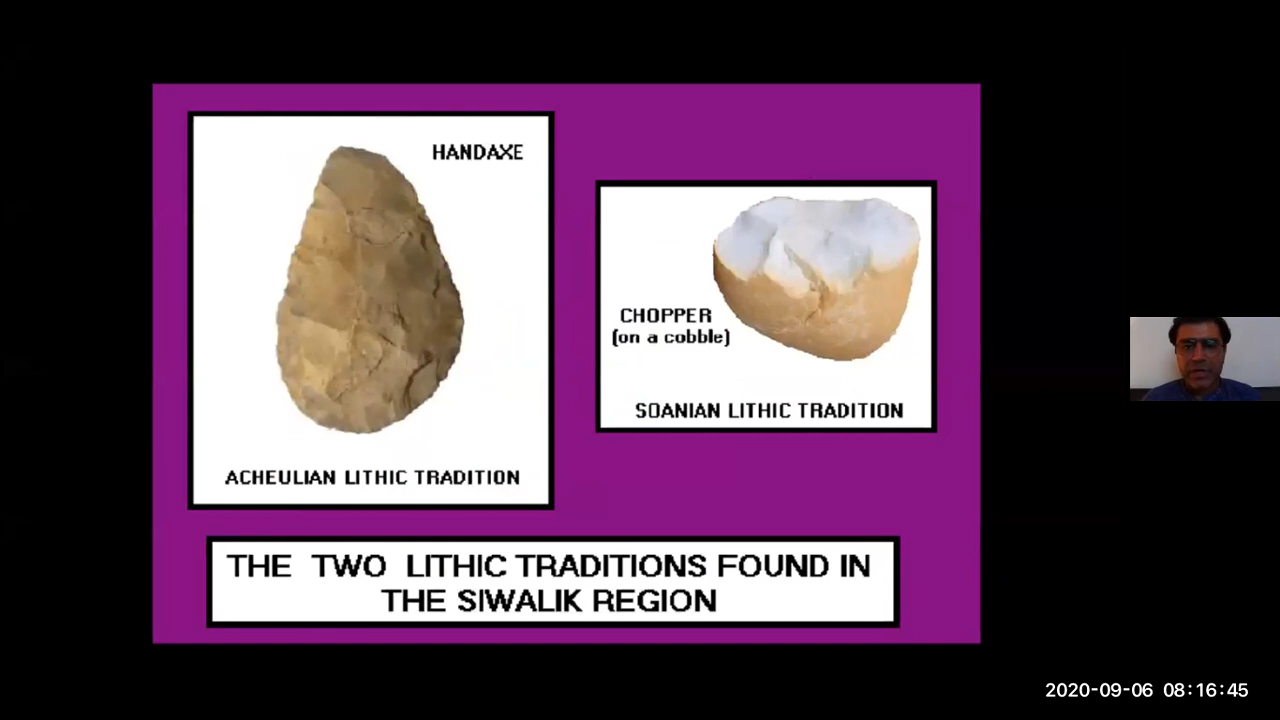 HANDAXE
ACHEULIAN LITHIC TRADITION
CHOPPER
(on a cobble)
SOANIAN LITHIC TRADITION
THE TWO LITHIC TRADITIONS FOUND IN
THE SIWALIK REGION
2020-09-06 08:16:45